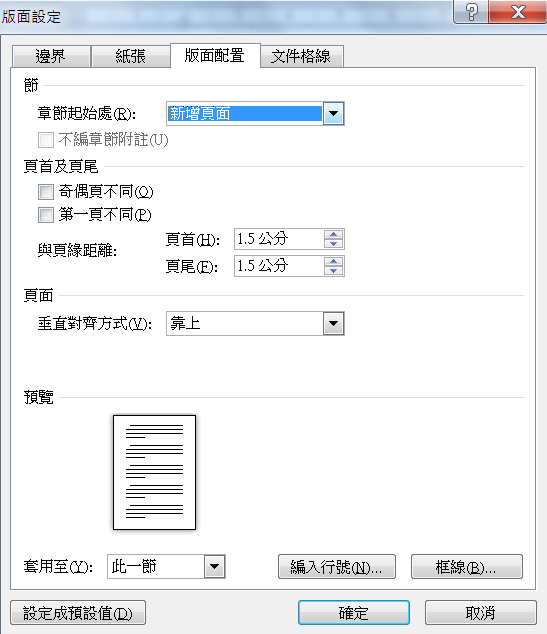 版面設定
邊界 紙張 版面配置 文件格線
節
章節起始處(R): 新增頁面
不編章節附註(U)
頁首及頁尾
奇偶頁不同(O)
第一頁不同(P)
與頁緣距離: 頁首(H): 1.5 公分
頁尾(F): 1.5 公分
頁面
垂直對齊方式(V): 靠上
預覽
套用至(Y): 此一節 編入行號(N)... 框線(B)...
設定成預設值(D) 確定 取消